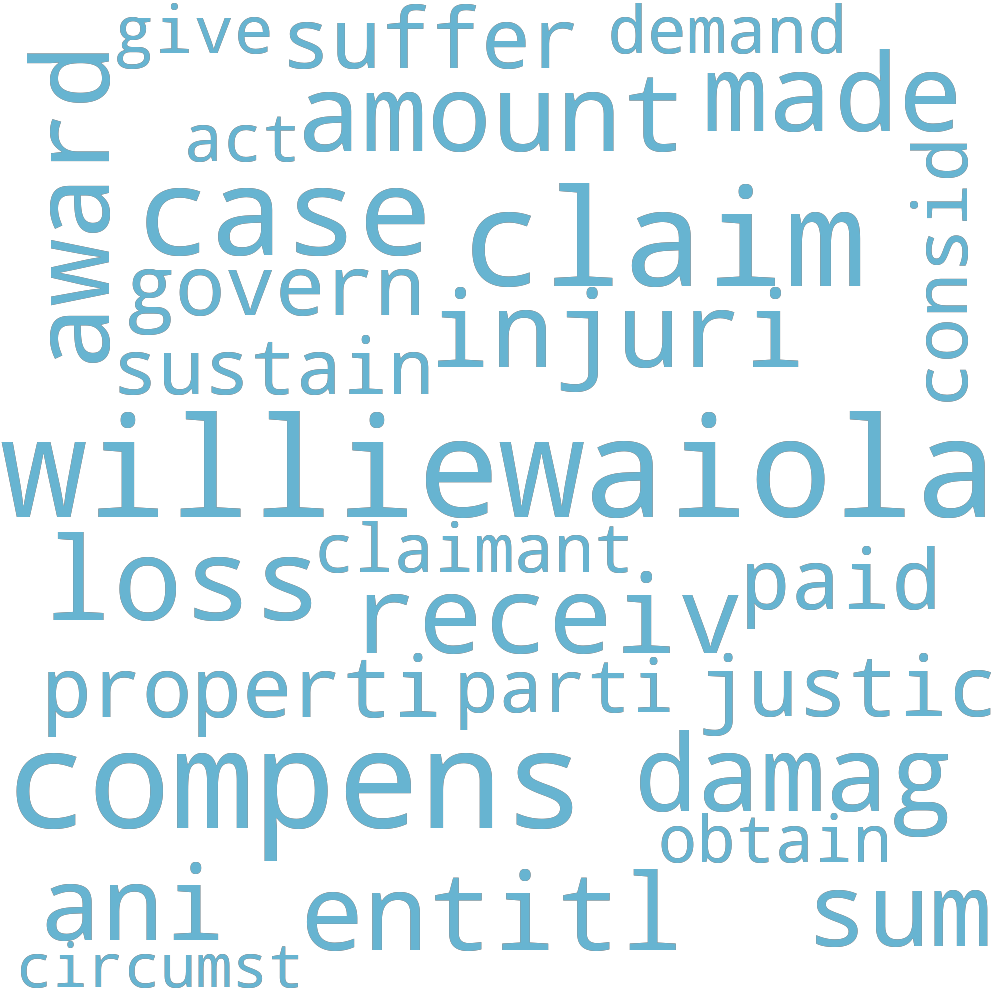 give suffer demand
award act amount made
case claim consid
govern injuri
sustain
williewaiola
loss claimant paid
receiv
properti parti justic
compens damag
obtain
ani entitl sum
circumst